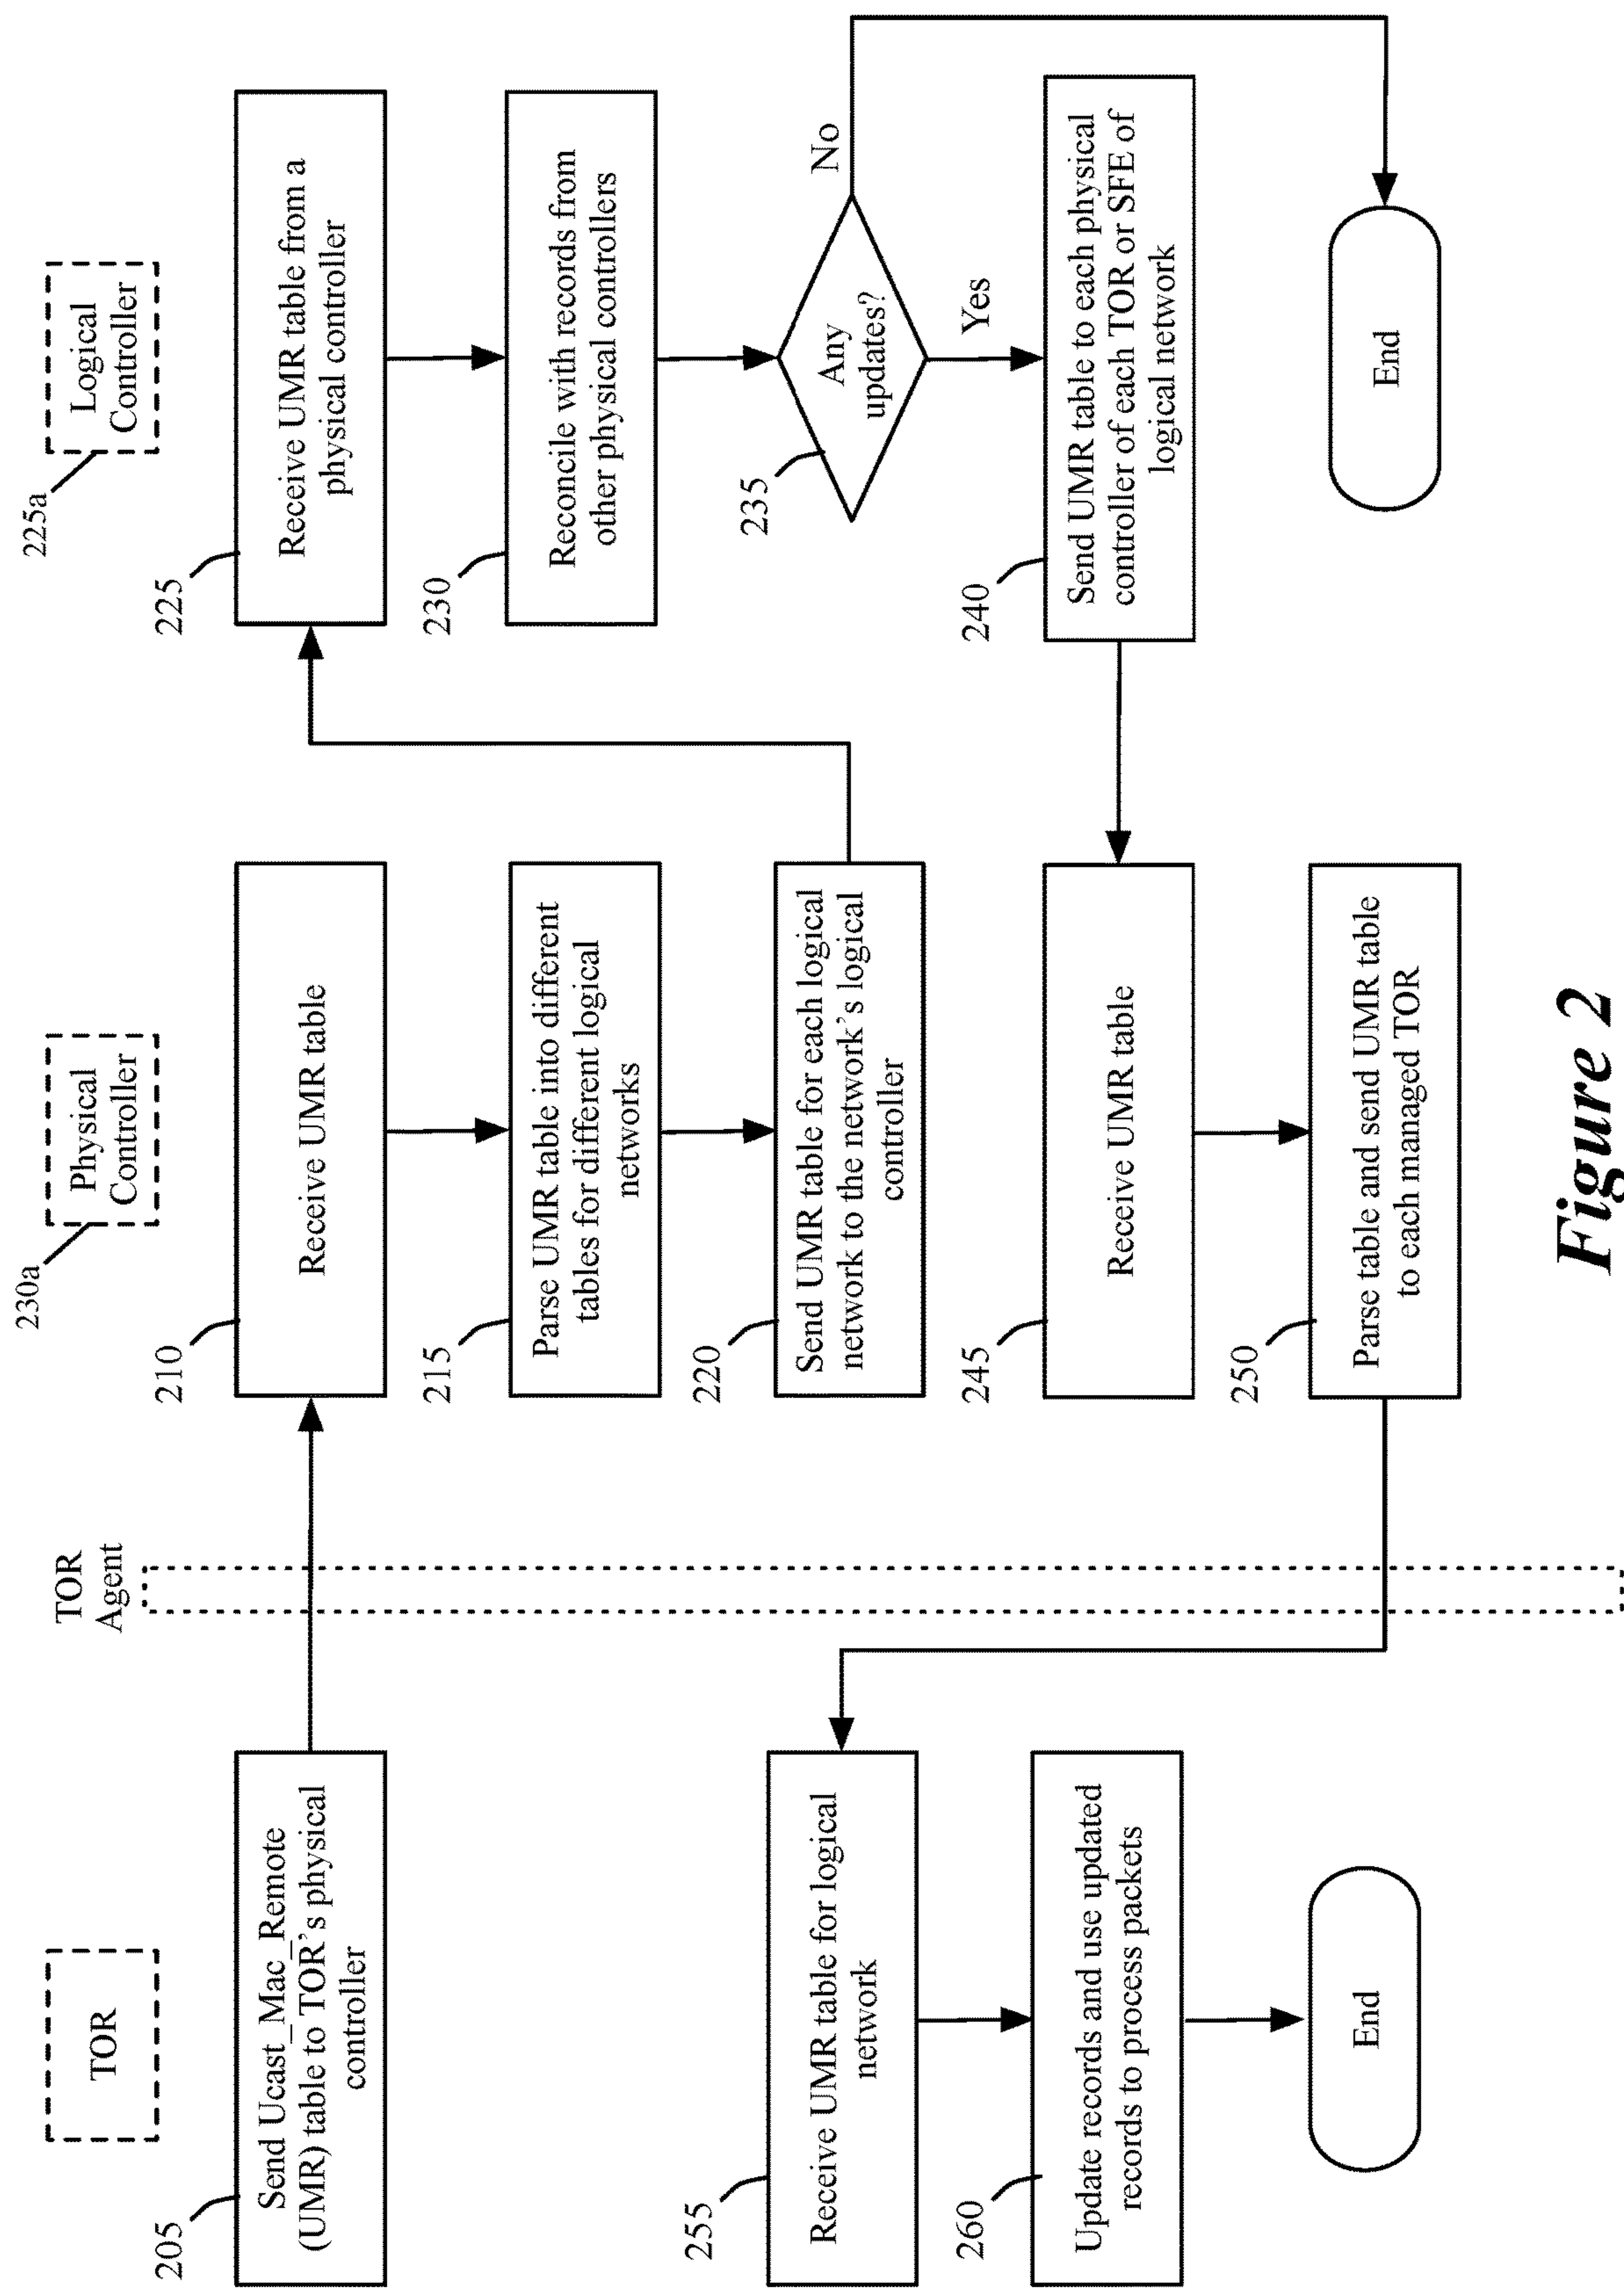 TOR
TOR
Agent
230a
Physical
Controller
225a
Logical
Controller
205
Send Ucast_Mac_Remote
(UMR) table to TOR's physical
controller
210
Receive UMR table
215
Parse UMR table into different
tables for different logical
networks
220
Send UMR table for each logical
network to the network's logical
controller
225
Receive UMR table from a
physical controller
230
Reconcile with records from
other physical controllers
235
Any
updates?
No
Yes
240
Send UMR table to each physical
controller of each TOR or SFE of
logical network
End
245
Receive UMR table
250
Parse table and send UMR table
to each managed TOR
255
Receive UMR table for logical
network
260
Update records and use updated
records to process packets
End
Figure 2